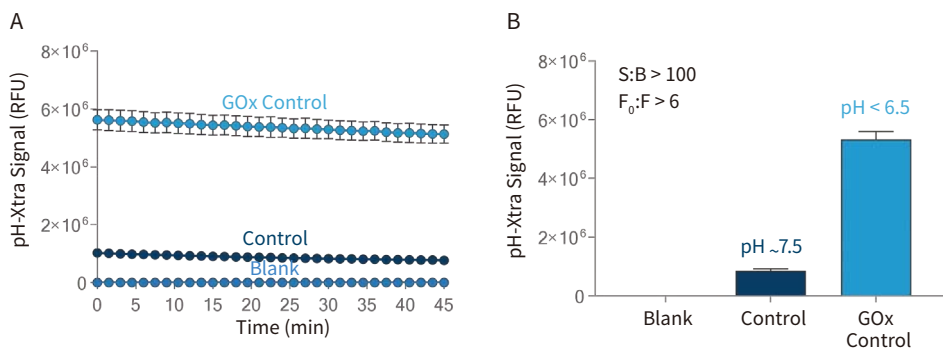 A
pH-Xtra Signal (RFU)
8×10⁶
6×10⁶
4×10⁶
2×10⁶
0
GOx Control
Control
Blank
0 5 10 15 20 25 30 35 40 45
Time (min)
B
pH-Xtra Signal (RFU)
8×10⁶
6×10⁶
4×10⁶
2×10⁶
0
S:B > 100
F₀:F > 6
pH < 6.5
pH ~7.5
Blank
Control
GOx
Control